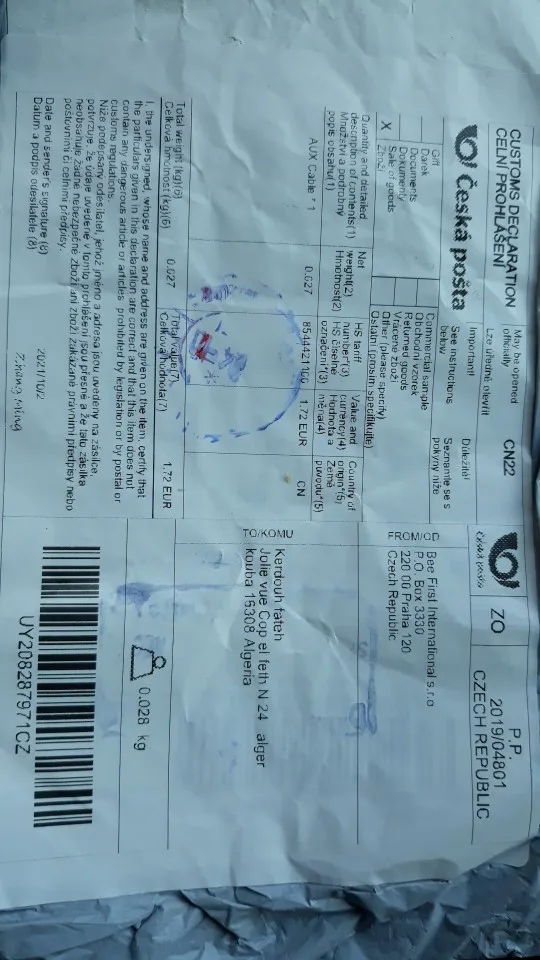 CUSTOMS DECLARATION
CELNÍ PROHLÁŠENÍ
May be opened
officially
Lze úředně otevřít
CN22
Česká pošta
Important!
See instructions
below
Důležité!
Seznamte se s
pokyny níže
Gift
Dárek
Documents
Dokumenty
X
Sale of goods
Zboží
Commercial sample
Obchodní vzorek
Returned goods
Vrácené zboží
Other (please specify)
Ostatní (prosím specifikujte)
Quantity and detailed
description of contents(1)
Množství a podrobný
popis obsahu(1)
Net
weight(2)
Hmotnost(2)
HS tariff
number*(3)
HS číselné
označení*(3)
Value and
currency(4)
Hodnota a
měna(4)
Country of
origin*(5)
Země
původu*(5)
AUX Cable * 1
0.027
8544421100
1.72 EUR
CN
Total weight (kg)(6)
Celková hmotnost(kg)(6)
0.027
Total value(7)
Celková hodnota(7)
1.72 EUR
I, the undersigned, whose name and address are given on the item, certify that
the particulars given in this declaration are correct and that this item does not
contain any dangerous article or articles prohibited by legislation or by postal or
customs regulations.
Níže podepsaný odesílatel, jehož jméno a adresa jsou uvedeny na zásilce,
potvrzuje, že údaje uvedené v tomto prohlášení jsou přesné a že tato zásilka
neobsahuje žádné nebezpečné zboží ani zboží zakázané právními předpisy nebo
poštovními či celními předpisy.
Date and sender's signature (8)
Datum a podpis odesílatele (8)
2021/10/2
Zhang Ming
Česká pošta
ZO
P.P.
2019/04801
CZECH REPUBLIC
FROM/OD
Bee First International s.r.o
P.O. Box 3330
220 00 Praha 120
Czech Republic
TO/KOMU
Kerdouh fateh
Jolie vue Cop el feth N 24 alger
kouba 16308 Algeria
0.028 kg
UY208287971CZ